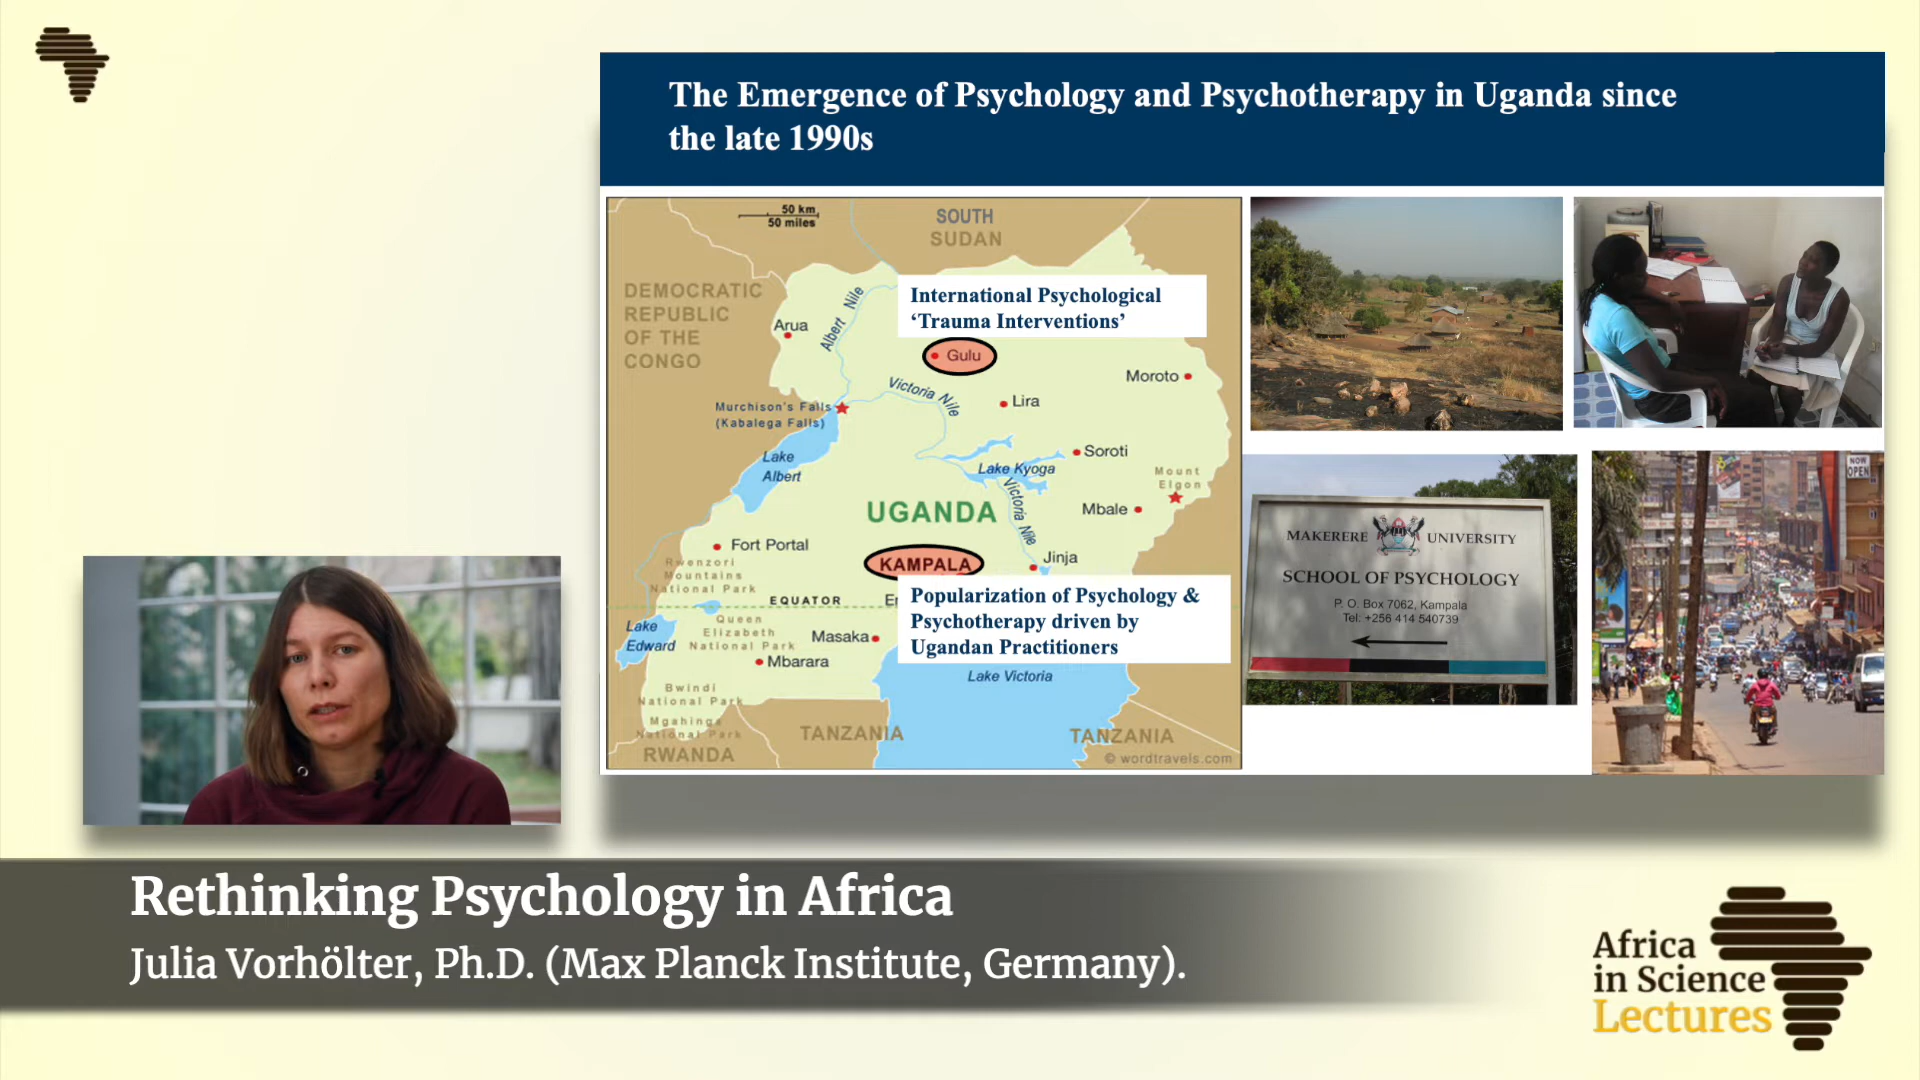 The Emergence of Psychology and Psychotherapy in Uganda since
the late 1990s
50 km
50 miles
SOUTH
SUDAN
DEMOCRATIC
REPUBLIC
OF THE
CONGO
Arua
Albert Nile
International Psychological
‘Trauma Interventions’
Gulu
Moroto
Victoria Nile
Lira
Murchison's Falls
(Kabalega Falls)
Lake
Albert
Soroti
Lake Kyoga
Mount
Elgon
Victoria Nile
UGANDA
Mbale
Fort Portal
KAMPALA
Jinja
Rwenzori
Mountains
National Park
EQUATOR
Popularization of Psychology &
Psychotherapy driven by
Ugandan Practitioners
Lake
Edward
Queen
Elizabeth
National Park
Masaka
Mbarara
Lake Victoria
Bwindi
National Park
Mgahinga
National Park
RWANDA
TANZANIA
TANZANIA
© wordtravels.com
MAKERERE UNIVERSITY
SCHOOL OF PSYCHOLOGY
P. O. Box 7062, Kampala
Tel: +256 414 540739
NOW
OPEN
Rethinking Psychology in Africa
Julia Vorhölter, Ph.D. (Max Planck Institute, Germany).
Africa
in Science
Lectures